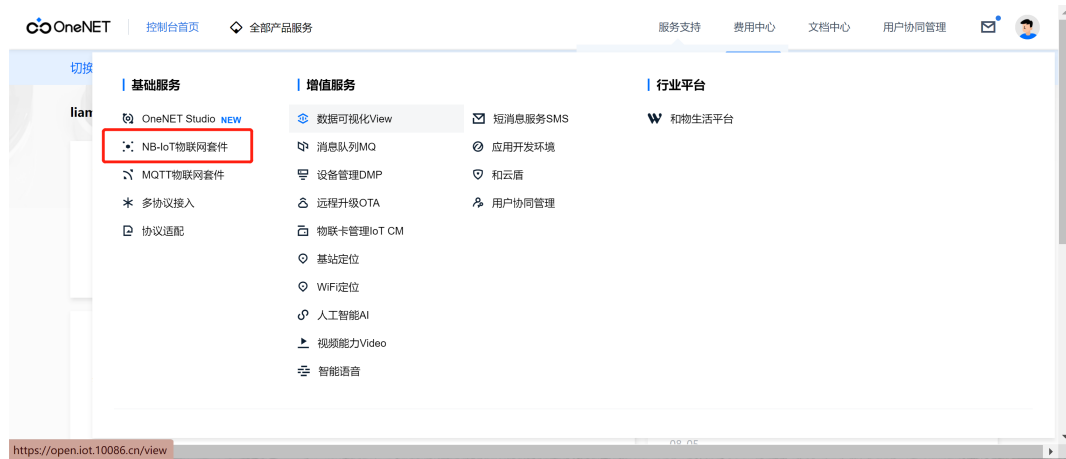 OneNET 控制台首页 全部产品服务 服务支持 费用中心 文档中心 用户协同管理
切换
liam
基础服务
OneNET Studio NEW
NB-IoT物联网套件
MQTT物联网套件
多协议接入
协议适配
增值服务
数据可视化View
消息队列MQ
设备管理DMP
远程升级OTA
物联卡管理IoT CM
基站定位
WiFi定位
人工智能AI
视频能力Video
智能语音
短消息服务SMS
应用开发环境
和云盾
用户协同管理
行业平台
和物生活平台
08-05
https://open.iot.10086.cn/view